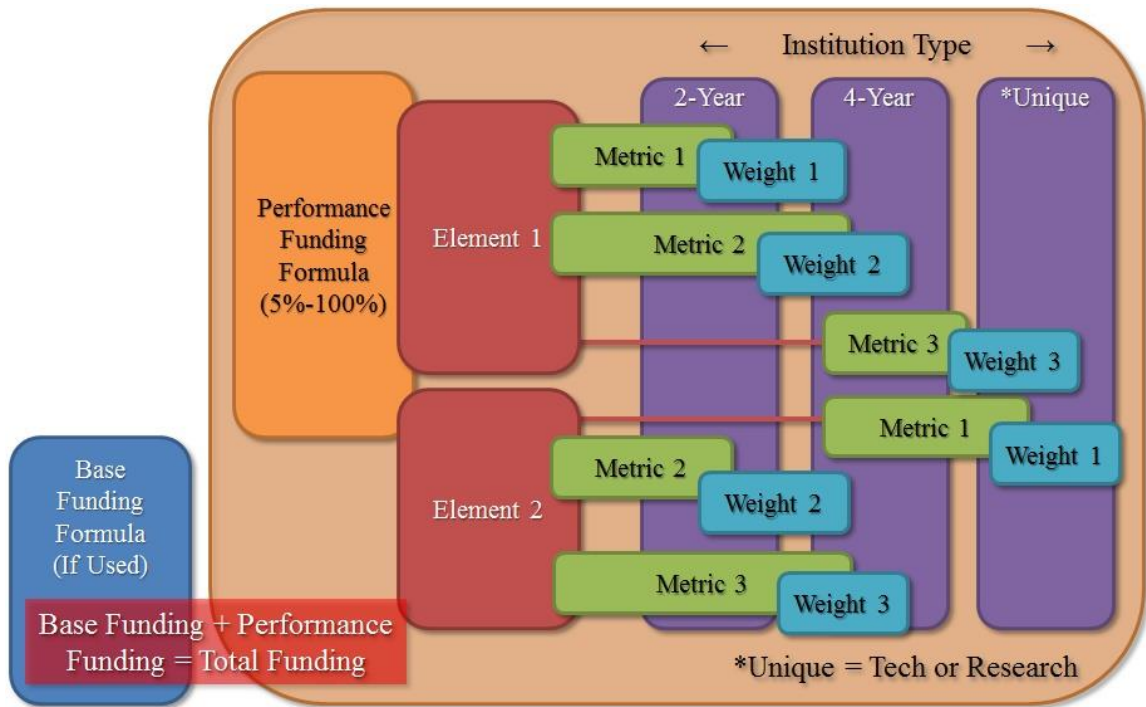 ← Institution Type →
2-Year
4-Year
*Unique
Performance
Funding
Formula
(5%-100%)
Element 1
Metric 1
Weight 1
Metric 2
Weight 2
Metric 3
Weight 3
Element 2
Metric 1
Weight 1
Metric 2
Weight 2
Metric 3
Weight 3
Base
Funding
Formula
(If Used)
Base Funding + Performance
Funding = Total Funding
*Unique = Tech or Research